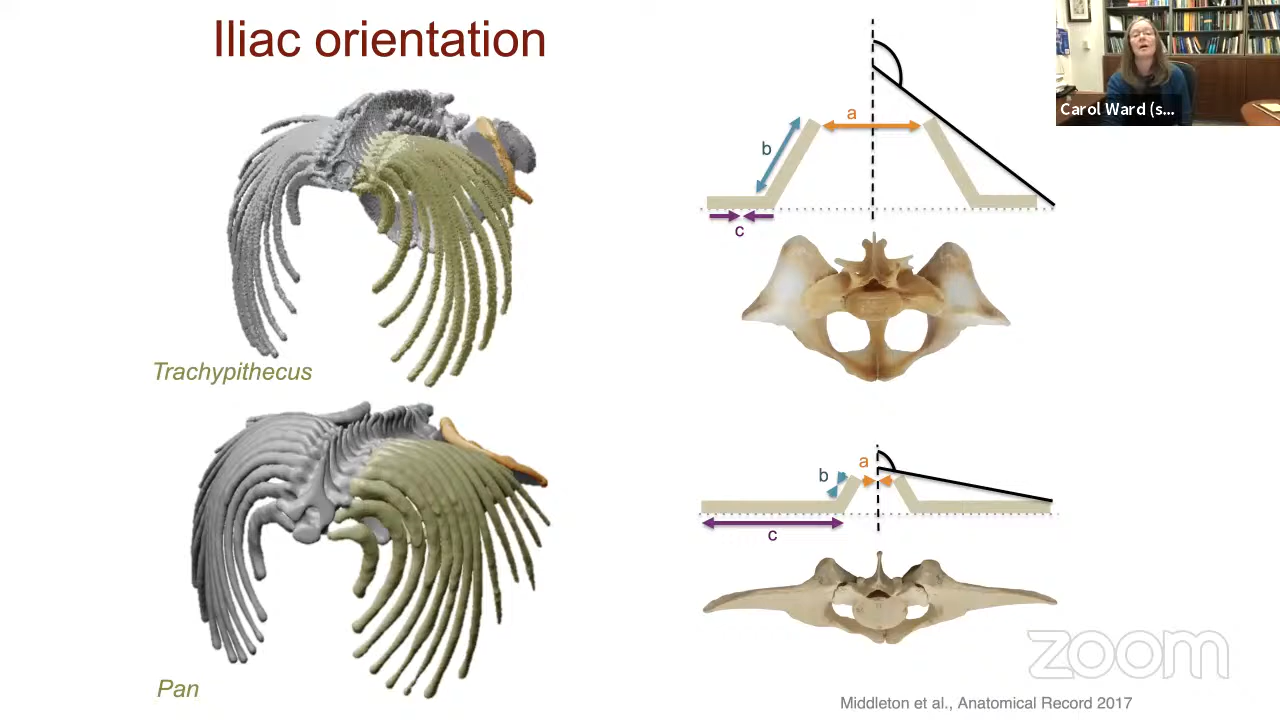 Iliac orientation
Carol Ward (s...
a
b
c
Trachypithecus
a
b
c
Pan
zoom
Middleton et al., Anatomical Record 2017